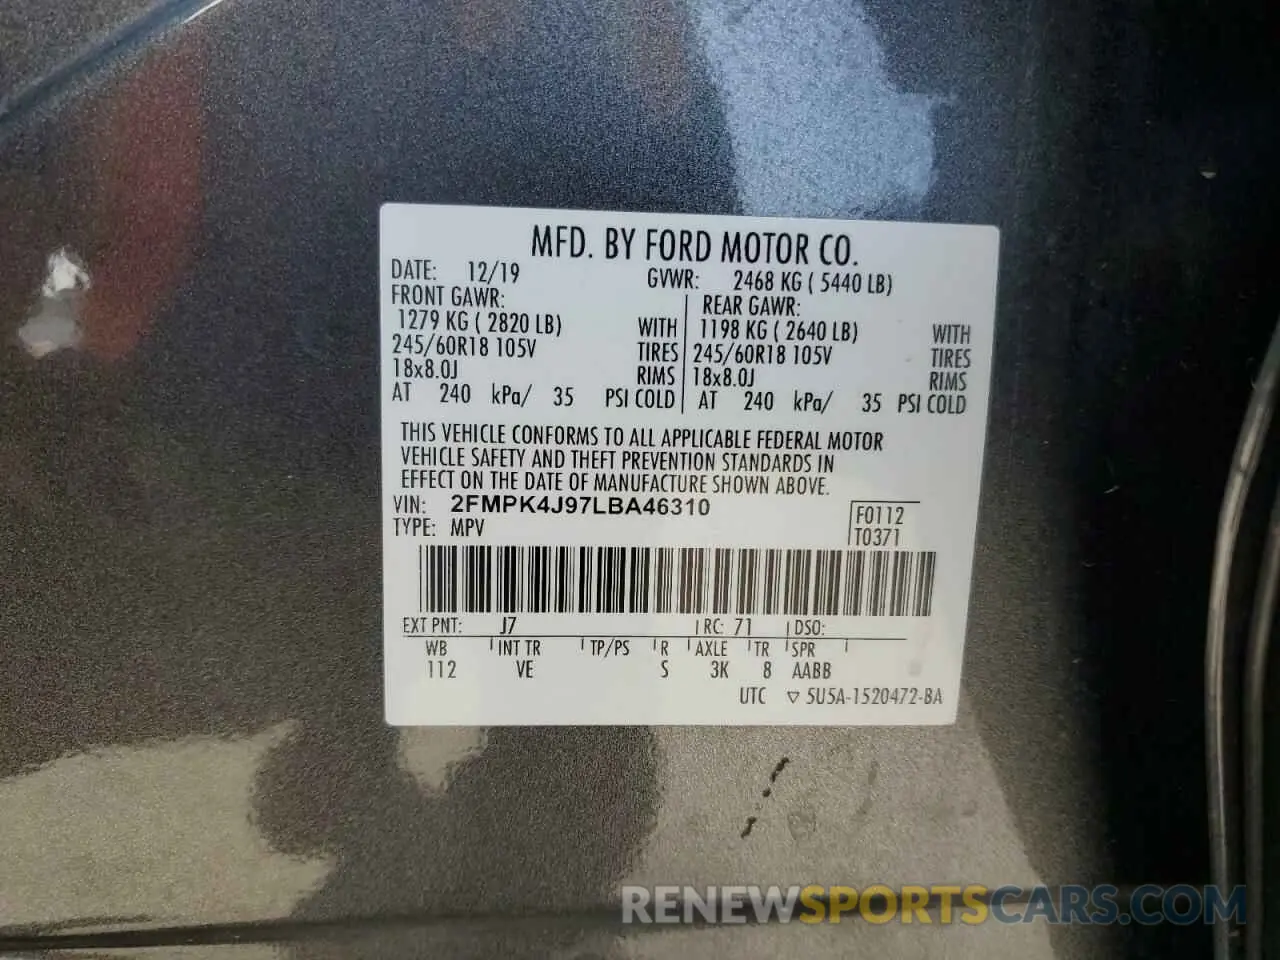 MFD. BY FORD MOTOR CO.
DATE: 12/19 GVWR: 2468 KG ( 5440 LB)
FRONT GAWR: REAR GAWR:
1279 KG ( 2820 LB) WITH 1198 KG ( 2640 LB) WITH
245/60R18 105V TIRES 245/60R18 105V TIRES
18x8.0J RIMS 18x8.0J RIMS
AT 240 kPa/ 35 PSI COLD AT 240 kPa/ 35 PSI COLD
THIS VEHICLE CONFORMS TO ALL APPLICABLE FEDERAL MOTOR
VEHICLE SAFETY AND THEFT PREVENTION STANDARDS IN
EFFECT ON THE DATE OF MANUFACTURE SHOWN ABOVE.
VIN: 2FMPK4J97LBA46310 F0112
TYPE: MPV T0371
EXT PNT: J7 RC: 71 DSO:
WB INT TR TP/PS R AXLE TR SPR
112 VE S 3K 8 AABB
UTC ▽ 5U5A-1520472-BA
RENEWSPORTSCARS.COM